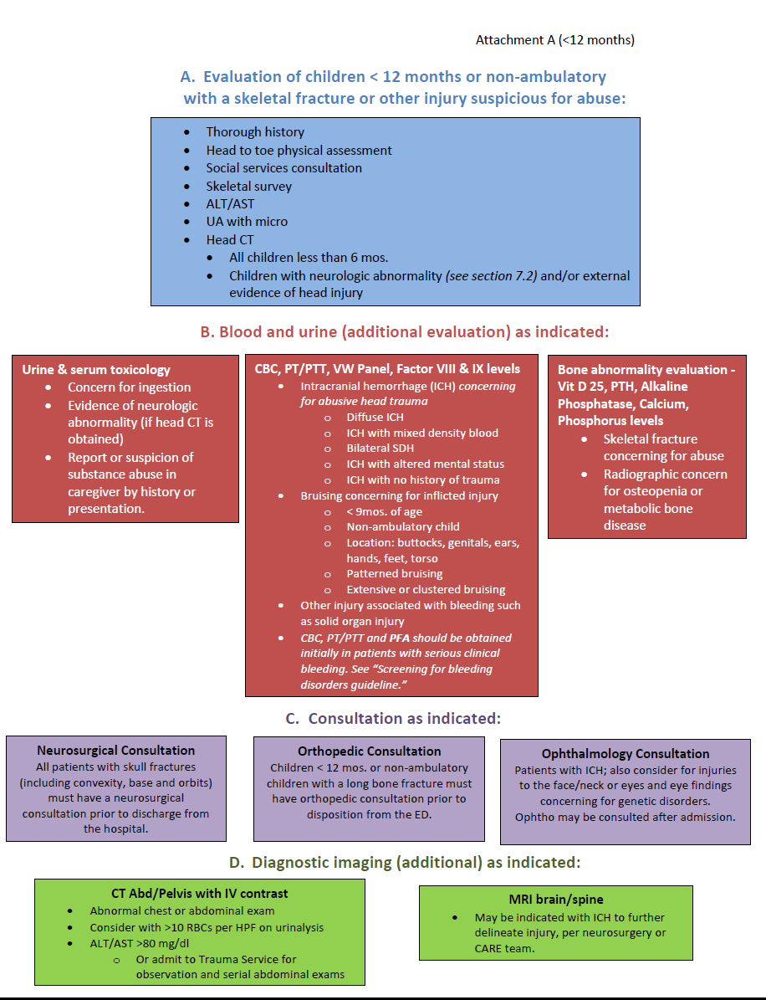 Attachment A (<12 months)
A. Evaluation of children < 12 months or non-ambulatory
with a skeletal fracture or other injury suspicious for abuse:
• Thorough history
• Head to toe physical assessment
• Social services consultation
• Skeletal survey
• ALT/AST
• UA with micro
• Head CT
• All children less than 6 mos.
• Children with neurologic abnormality (see section 7.2) and/or external
evidence of head injury
B. Blood and urine (additional evaluation) as indicated:
Urine & serum toxicology
• Concern for ingestion
• Evidence of neurologic
abnormality (if head CT is
obtained)
• Report or suspicion of
substance abuse in
caregiver by history or
presentation.
CBC, PT/PTT, VW Panel, Factor VIII & IX levels
• Intracranial hemorrhage (ICH) concerning
for abusive head trauma
o Diffuse ICH
o ICH with mixed density blood
o Bilateral SDH
o ICH with altered mental status
o ICH with no history of trauma
• Bruising concerning for inflicted injury
o < 9mos. of age
o Non-ambulatory child
o Location: buttocks, genitals, ears,
hands, feet, torso
o Patterned bruising
o Extensive or clustered bruising
• Other injury associated with bleeding such
as solid organ injury
• CBC, PT/PTT and PFA should be obtained
initially in patients with serious clinical
bleeding. See “Screening for bleeding
disorders guideline.”
Bone abnormality evaluation -
Vit D 25, PTH, Alkaline
Phosphatase, Calcium,
Phosphorus levels
• Skeletal fracture
concerning for abuse
• Radiographic concern
for osteopenia or
metabolic bone
disease
C. Consultation as indicated:
Neurosurgical Consultation
All patients with skull fractures
(including convexity, base and orbits)
must have a neurosurgical
consultation prior to discharge from
the hospital.
Orthopedic Consultation
Children < 12 mos. or non-ambulatory
children with a long bone fracture must
have orthopedic consultation prior to
disposition from the ED.
Ophthalmology Consultation
Patients with ICH; also consider for injuries
to the face/neck or eyes and eye findings
concerning for genetic disorders.
Ophtho may be consulted after admission.
D. Diagnostic imaging (additional) as indicated:
CT Abd/Pelvis with IV contrast
• Abnormal chest or abdominal exam
• Consider with >10 RBCs per HPF on urinalysis
• ALT/AST >80 mg/dl
o Or admit to Trauma Service for
observation and serial abdominal exams
MRI brain/spine
• May be indicated with ICH to further
delineate injury, per neurosurgery or
CARE team.